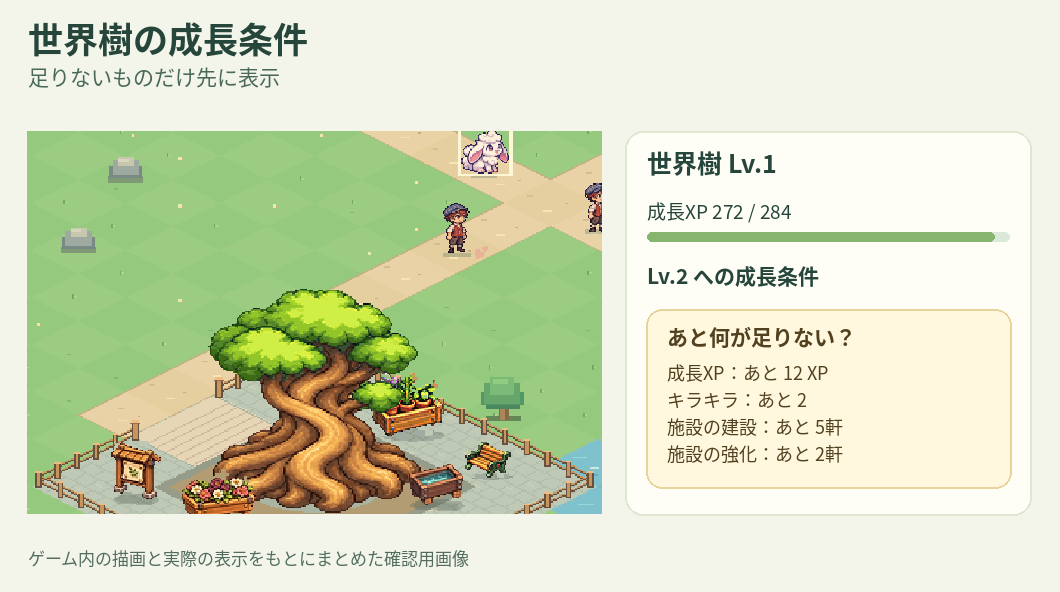 世界樹の成長条件
足りないものだけ先に表示
世界樹 Lv.1
成長XP 272 / 284
Lv.2 への成長条件
あと何が足りない？
成長XP：あと 12 XP
キラキラ：あと 2
施設の建設：あと 5軒
施設の強化：あと 2軒
ゲーム内の描画と実際の表示をもとにまとめた確認用画像